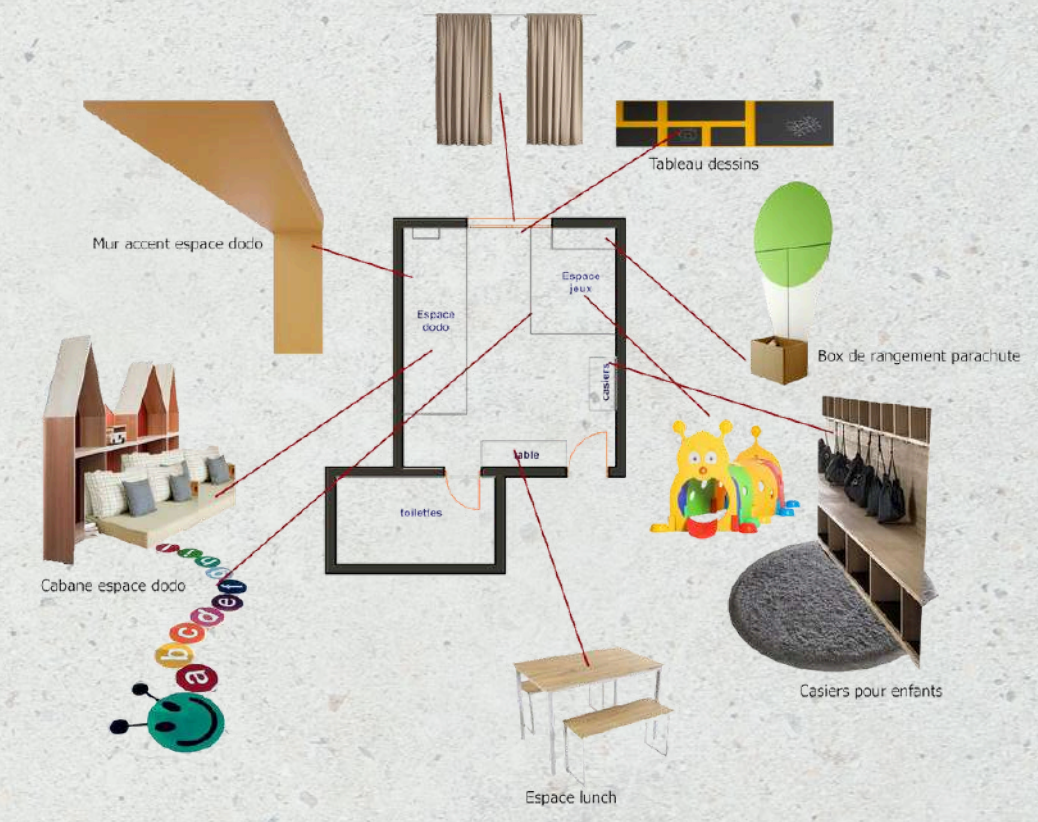 Tableau dessins
Mur accent espace dodo
Espace
jeux
Espace
dodo
Box de rangement parachute
casiers
table
toilettes
Cabane espace dodo
f
e
d
c
b
a
Casiers pour enfants
Espace lunch